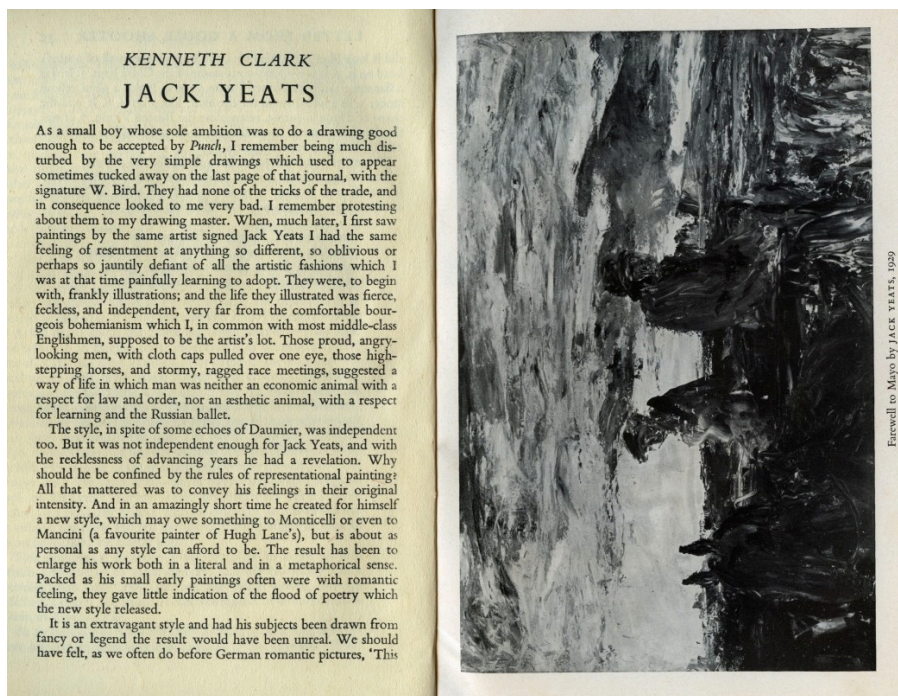 KENNETH CLARK
JACK YEATS
As a small boy whose sole ambition was to do a drawing good
enough to be accepted by Punch, I remember being much dis-
turbed by the very simple drawings which used to appear
sometimes tucked away on the last page of that journal, with the
signature W. Bird. They had none of the tricks of the trade, and
in consequence looked to me very bad. I remember protesting
about them to my drawing master. When, much later, I first saw
paintings by the same artist signed Jack Yeats I had the same
feeling of resentment at anything so different, so oblivious or
perhaps so jauntily defiant of all the artistic fashions which I
was at that time painfully learning to adopt. They were, to begin
with, frankly illustrations; and the life they illustrated was fierce,
feckless, and independent, very far from the comfortable bour-
geois bohemianism which I, in common with most middle-class
Englishmen, supposed to be the artist's lot. Those proud, angry-
looking men, with cloth caps pulled over one eye, those high-
stepping horses, and stormy, ragged race meetings, suggested a
way of life in which man was neither an economic animal with a
respect for law and order, nor an æsthetic animal, with a respect
for learning and the Russian ballet.
The style, in spite of some echoes of Daumier, was independent
too. But it was not independent enough for Jack Yeats, and with
the recklessness of advancing years he had a revelation. Why
should he be confined by the rules of representational painting?
All that mattered was to convey his feelings in their original
intensity. And in an amazingly short time he created for himself
a new style, which may owe something to Monticelli or even to
Mancini (a favourite painter of Hugh Lane's), but is about as
personal as any style can afford to be. The result has been to
enlarge his work both in a literal and in a metaphorical sense.
Packed as his small early paintings often were with romantic
feeling, they gave little indication of the flood of poetry which
the new style released.
It is an extravagant style and had his subjects been drawn from
fancy or legend the result would have been unreal. We should
have felt, as we often do before German romantic pictures, 'This
Farewell to Mayo by JACK YEATS, 1929